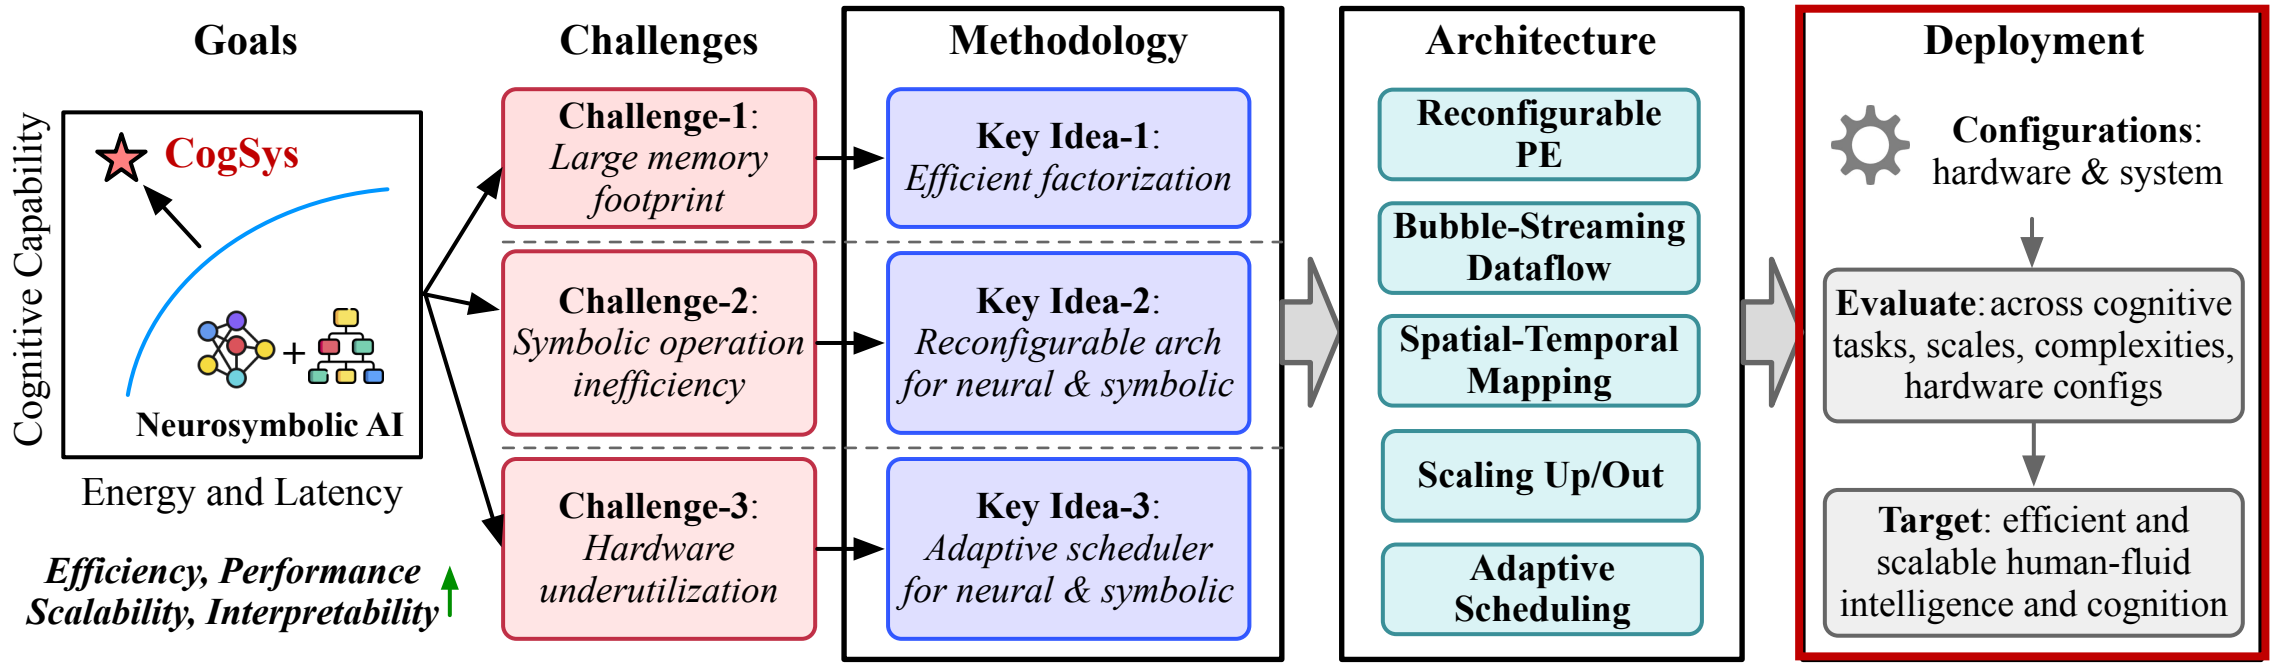 Goals
Cognitive Capability
CogSys
+
Neurosymbolic AI
Energy and Latency
Efficiency, Performance
Scalability, Interpretability
Challenges
Challenge-1:
Large memory
footprint
Challenge-2:
Symbolic operation
inefficiency
Challenge-3:
Hardware
underutilization
Methodology
Key Idea-1:
Efficient factorization
Key Idea-2:
Reconfigurable arch
for neural & symbolic
Key Idea-3:
Adaptive scheduler
for neural & symbolic
Architecture
Reconfigurable
PE
Bubble-Streaming
Dataflow
Spatial-Temporal
Mapping
Scaling Up/Out
Adaptive
Scheduling
Deployment
Configurations:
hardware & system
Evaluate: across cognitive
tasks, scales, complexities,
hardware configs
Target: efficient and
scalable human-fluid
intelligence and cognition